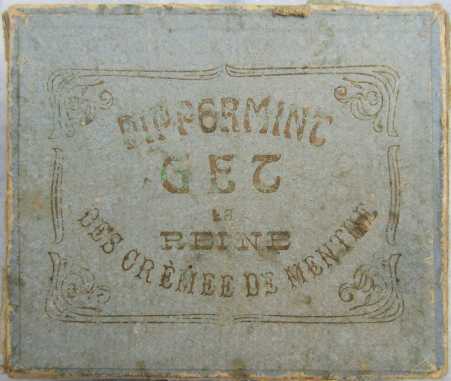 PIPPERMINT
GET
LA
REINE
DES CRÈMES DE MENTHE